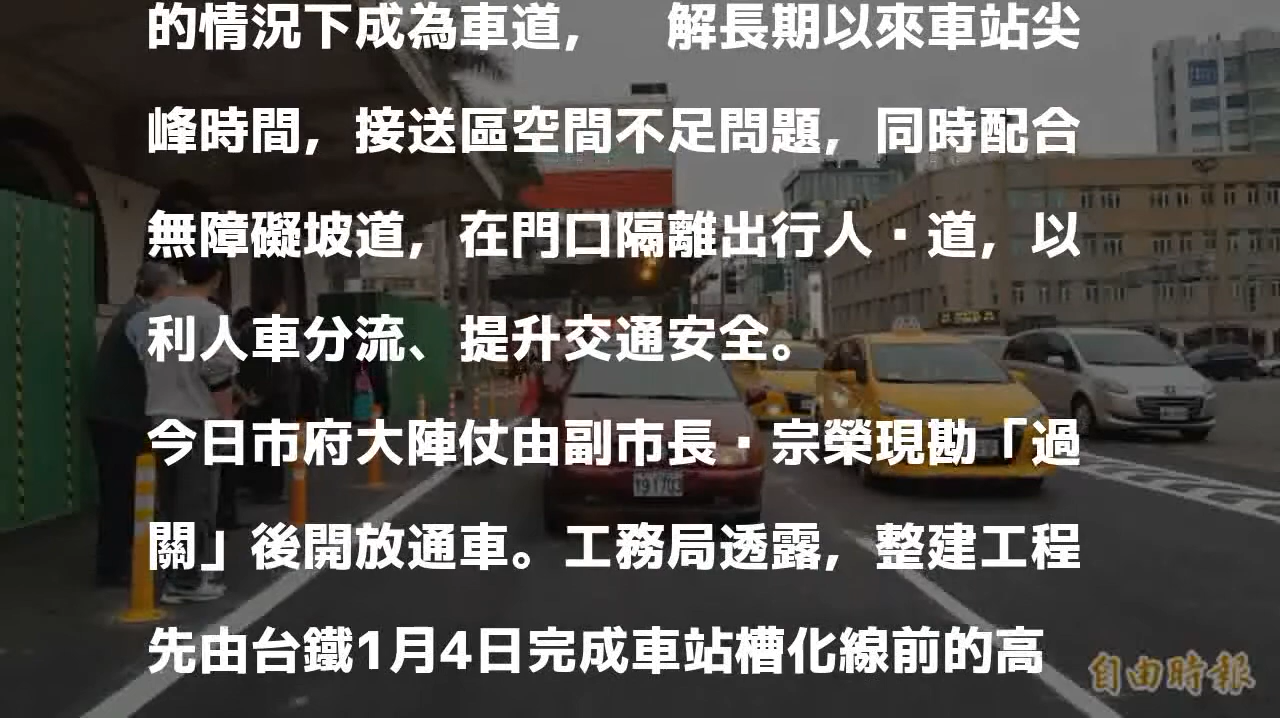 的情況下成為車道， 解長期以來車站尖
峰時間，接送區空間不足問題，同時配合
無障礙坡道，在門口隔離出行人·道，以
利人車分流、提升交通安全。
今日市府大陣仗由副市長·宗榮現勘「過
關」後開放通車。工務局透露，整建工程
先由台鐵1月4日完成車站槽化線前的高
自由時報